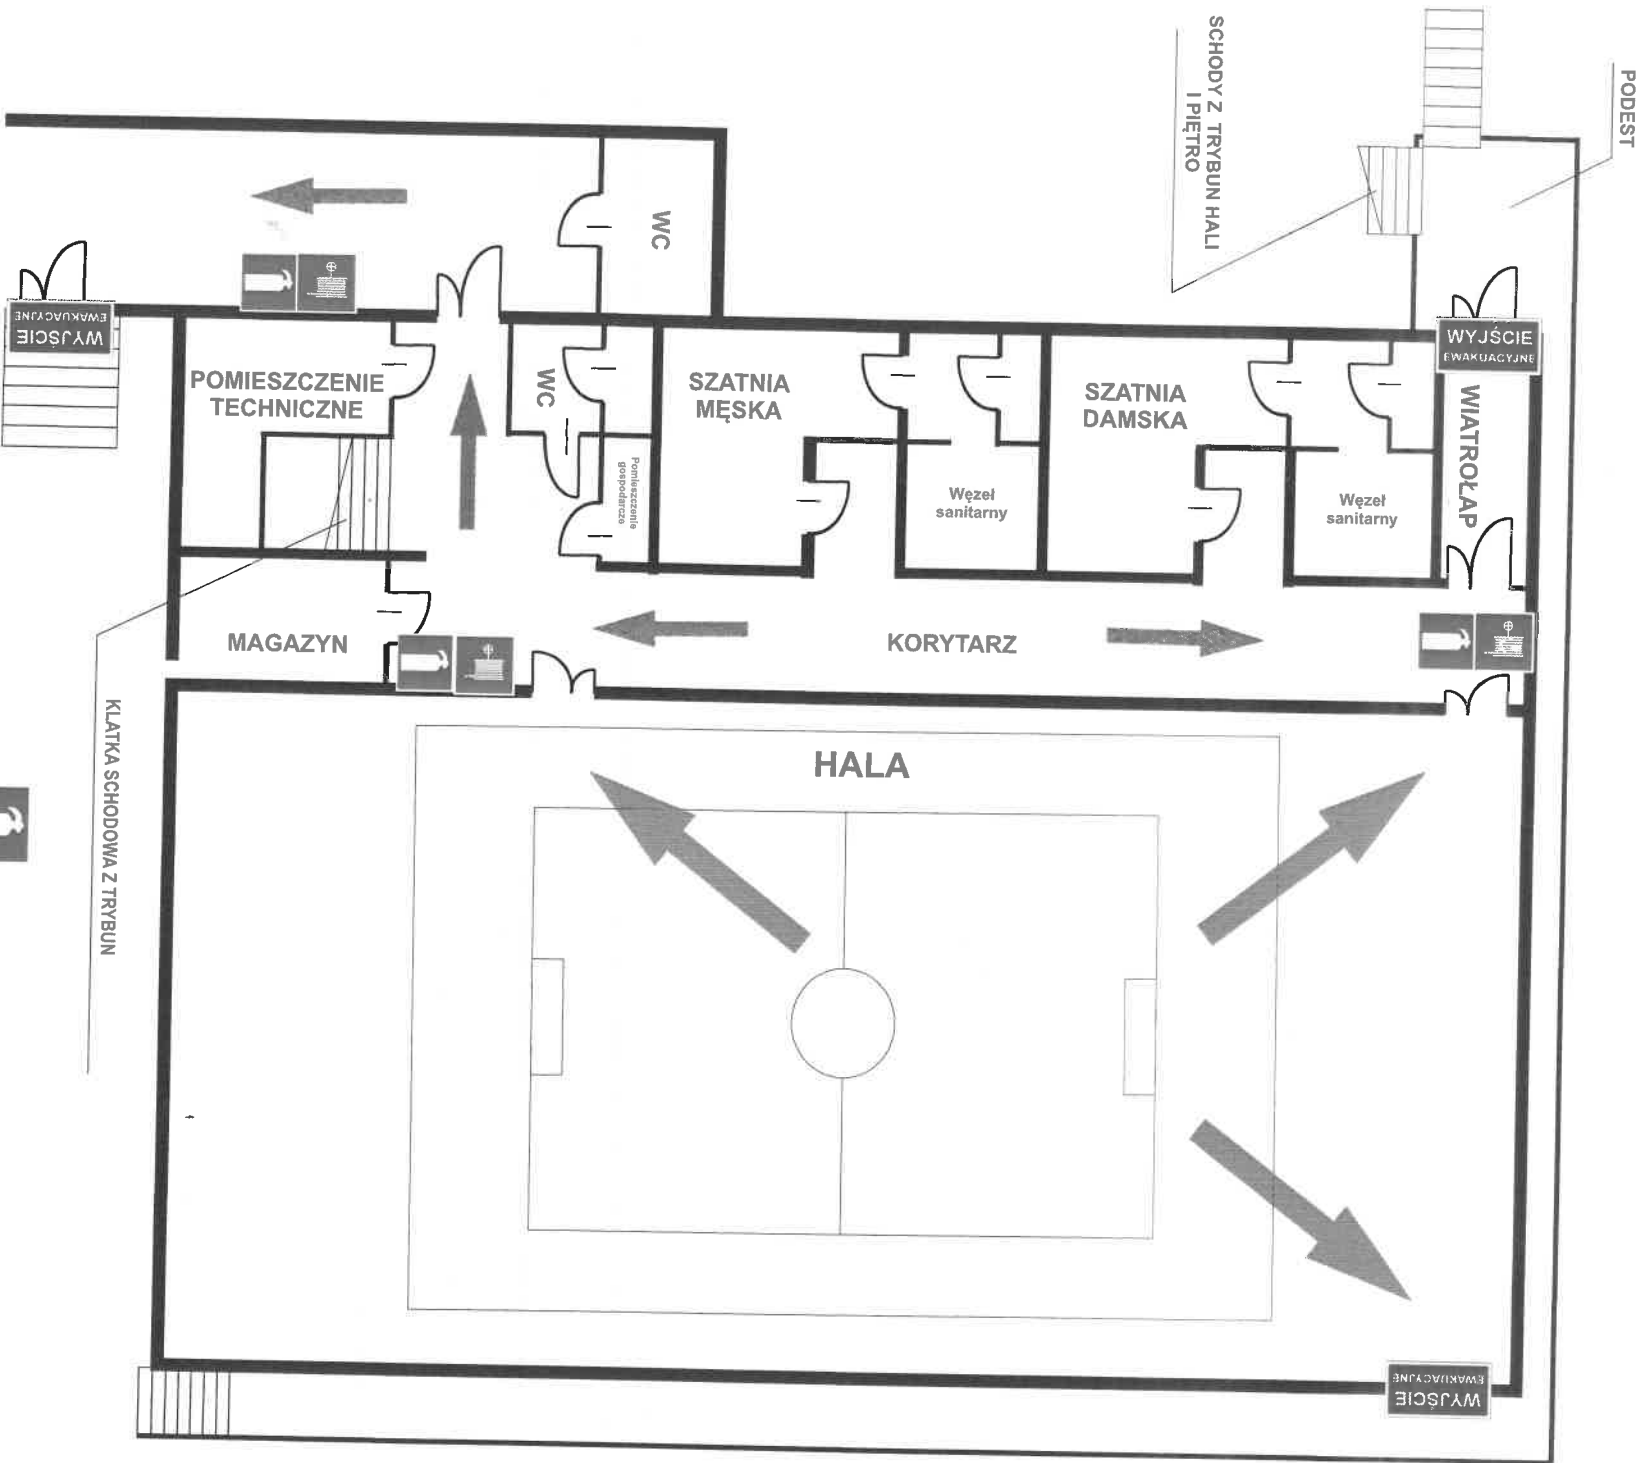 PODEST
SCHODY Z TRYBUN HALI
I PIĘTRO
WC
WYJŚCIE
EWAKUACYJNE
WYJŚCIE
EWAKUACYJNE
POMIESZCZENIE
TECHNICZNE
WC
SZATNIA
MĘSKA
SZATNIA
DAMSKA
WIATROŁAP
Pomieszczenie
gospodarcze
Węzeł
sanitarny
Węzeł
sanitarny
MAGAZYN
KORYTARZ
KLATKA SCHODOWA Z TRYBUN
HALA
WYJŚCIE
EWAKUACYJNE